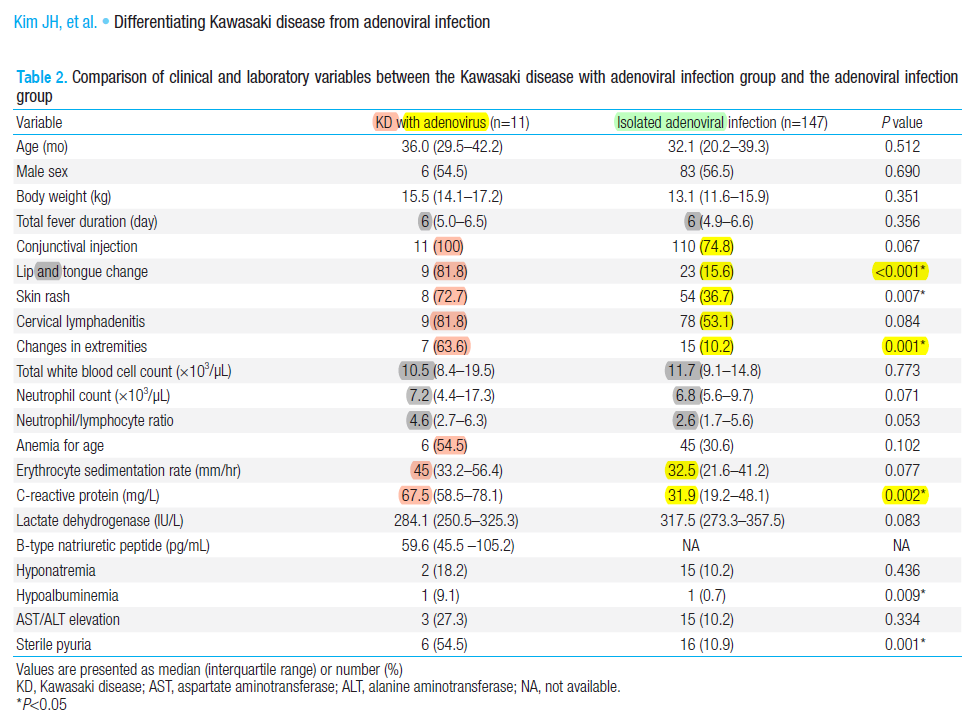 Kim JH, et al. • Differentiating Kawasaki disease from adenoviral infection
Table 2. Comparison of clinical and laboratory variables between the Kawasaki disease with adenoviral infection group and the adenoviral infection
group
Variable KD with adenovirus (n=11) Isolated adenoviral infection (n=147) P value
Age (mo) 36.0 (29.5–42.2) 32.1 (20.2–39.3) 0.512
Male sex 6 (54.5) 83 (56.5) 0.690
Body weight (kg) 15.5 (14.1–17.2) 13.1 (11.6–15.9) 0.351
Total fever duration (day) 6 (5.0–6.5) 6 (4.9–6.6) 0.356
Conjunctival injection 11 (100) 110 (74.8) 0.067
Lip and tongue change 9 (81.8) 23 (15.6) <0.001*
Skin rash 8 (72.7) 54 (36.7) 0.007*
Cervical lymphadenitis 9 (81.8) 78 (53.1) 0.084
Changes in extremities 7 (63.6) 15 (10.2) 0.001*
Total white blood cell count (×10³/μL) 10.5 (8.4–19.5) 11.7 (9.1–14.8) 0.773
Neutrophil count (×10³/μL) 7.2 (4.4–17.3) 6.8 (5.6–9.7) 0.071
Neutrophil/lymphocyte ratio 4.6 (2.7–6.3) 2.6 (1.7–5.6) 0.053
Anemia for age 6 (54.5) 45 (30.6) 0.102
Erythrocyte sedimentation rate (mm/hr) 45 (33.2–56.4) 32.5 (21.6–41.2) 0.077
C-reactive protein (mg/L) 67.5 (58.5–78.1) 31.9 (19.2–48.1) 0.002*
Lactate dehydrogenase (IU/L) 284.1 (250.5–325.3) 317.5 (273.3–357.5) 0.083
B-type natriuretic peptide (pg/mL) 59.6 (45.5 –105.2) NA NA
Hyponatremia 2 (18.2) 15 (10.2) 0.436
Hypoalbuminemia 1 (9.1) 1 (0.7) 0.009*
AST/ALT elevation 3 (27.3) 15 (10.2) 0.334
Sterile pyuria 6 (54.5) 16 (10.9) 0.001*
Values are presented as median (interquartile range) or number (%)
KD, Kawasaki disease; AST, aspartate aminotransferase; ALT, alanine aminotransferase; NA, not available.
*P<0.05